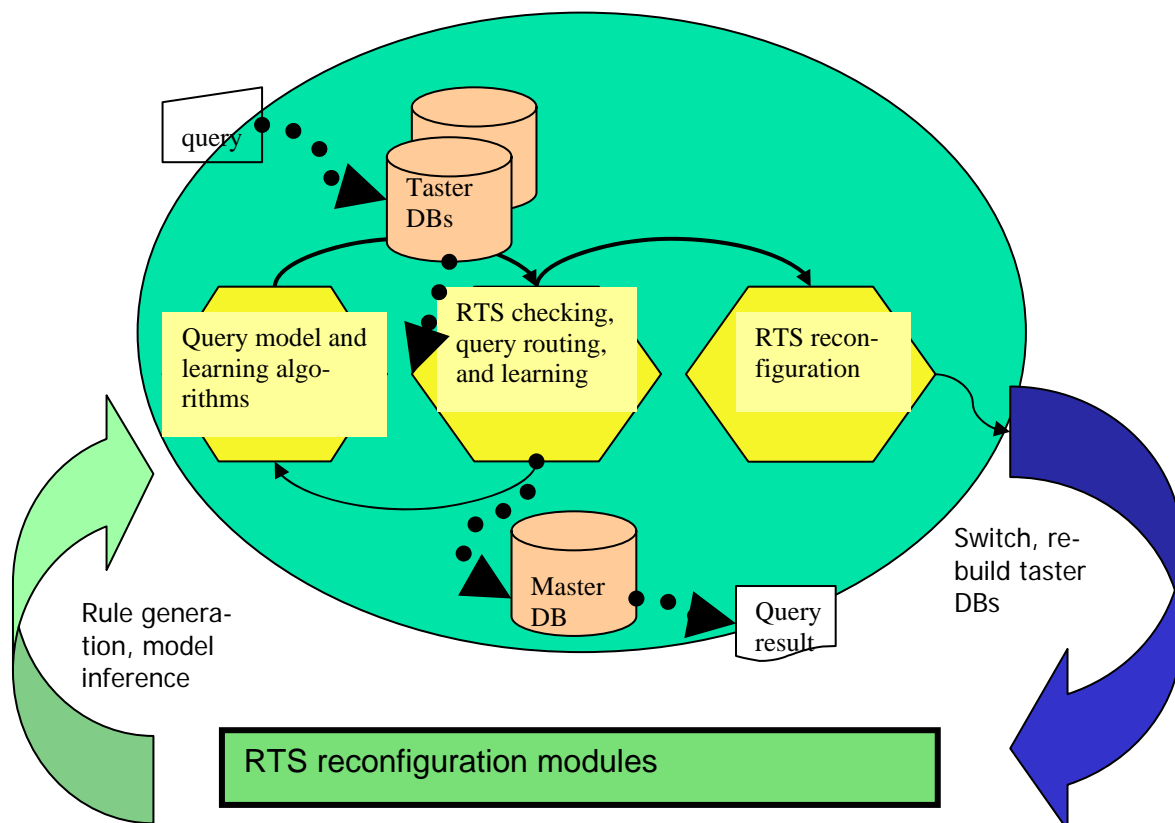 query
Taster
DBs
Query model and
learning algo-
rithms
RTS checking,
query routing,
and learning
RTS recon-
figuration
Master
DB
Query
result
Switch, re-
build taster
DBs
Rule genera-
tion, model
inference
RTS reconfiguration modules